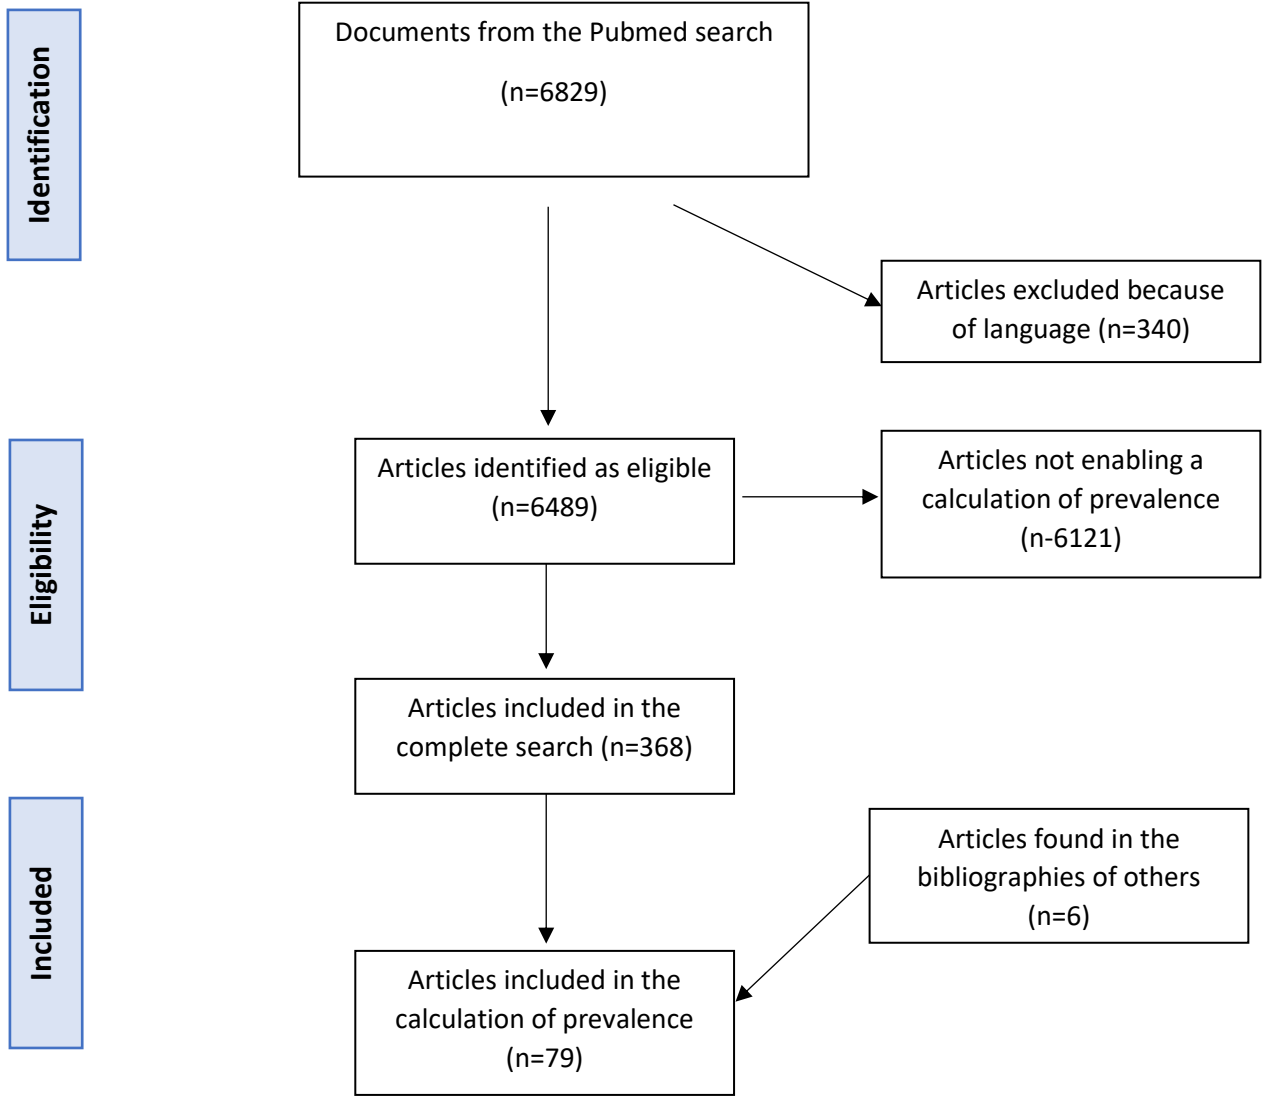 Identification
Documents from the Pubmed search
(n=6829)
Articles excluded because
of language (n=340)
Eligibility
Articles identified as eligible
(n=6489)
Articles not enabling a
calculation of prevalence
(n-6121)
Articles included in the
complete search (n=368)
Included
Articles found in the
bibliographies of others
(n=6)
Articles included in the
calculation of prevalence
(n=79)